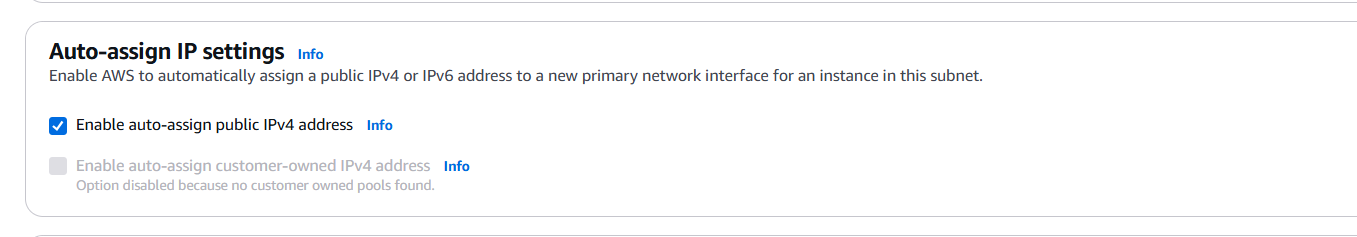 Auto-assign IP settings Info
Enable AWS to automatically assign a public IPv4 or IPv6 address to a new primary network interface for an instance in this subnet.
Enable auto-assign public IPv4 address Info
Enable auto-assign customer-owned IPv4 address Info
Option disabled because no customer owned pools found.